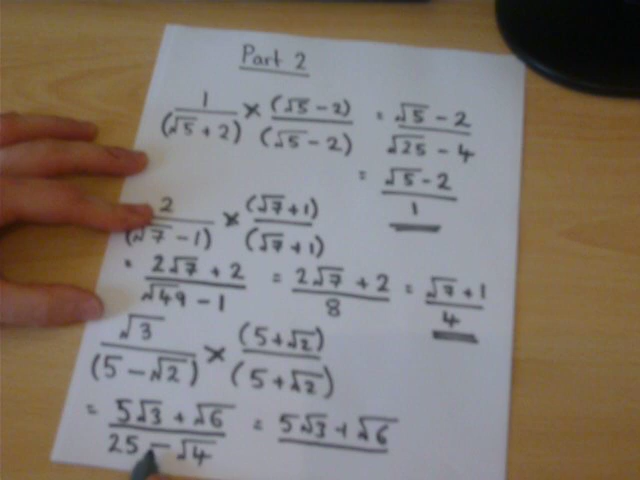 Part 2
1/(√5+2) × (√5-2)/(√5-2) = (√5-2)/(√25-4)
= (√5-2)/1
2/(√7-1) × (√7+1)/(√7+1)
= (2√7+2)/(√49-1) = (2√7+2)/8 = (√7+1)/4
√3/(5-√2) × (5+√2)/(5+√2)
= (5√3+√6)/(25-√4) = 5√3+√6